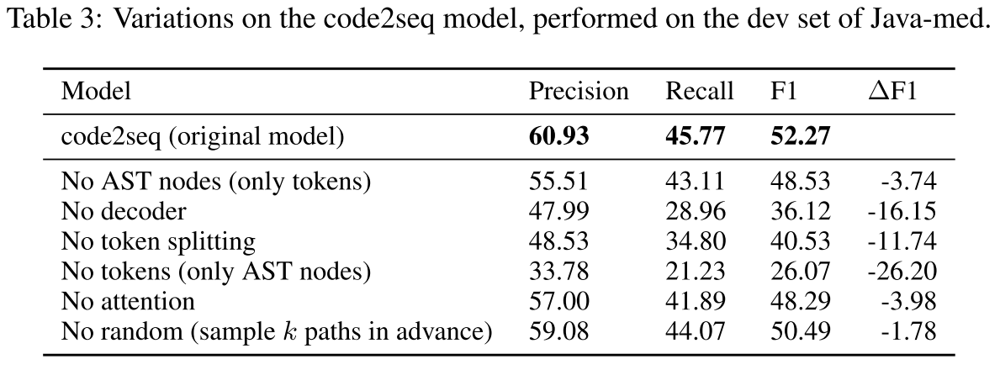 Table 3: Variations on the code2seq model, performed on the dev set of Java-med.
Model Precision Recall F1 ΔF1
code2seq (original model) 60.93 45.77 52.27
No AST nodes (only tokens) 55.51 43.11 48.53 -3.74
No decoder 47.99 28.96 36.12 -16.15
No token splitting 48.53 34.80 40.53 -11.74
No tokens (only AST nodes) 33.78 21.23 26.07 -26.20
No attention 57.00 41.89 48.29 -3.98
No random (sample k paths in advance) 59.08 44.07 50.49 -1.78